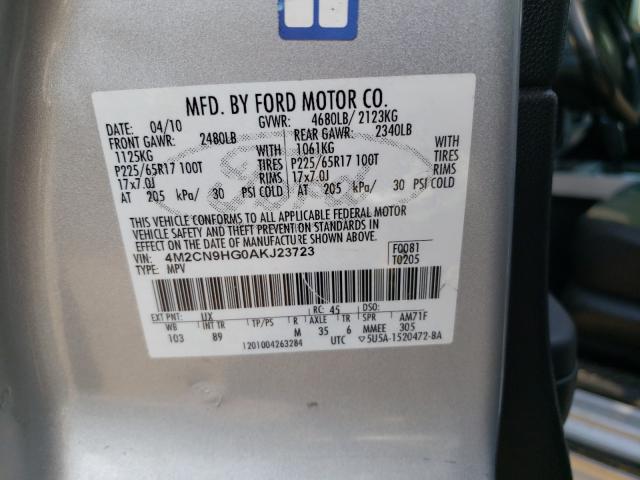 MFD. BY FORD MOTOR CO.
DATE: 04/10 GVWR: 4680LB/ 2123KG
FRONT GAWR: 2480LB REAR GAWR: 2340LB
1125KG WITH 1061KG WITH
P225/65R17 100T TIRES P225/65R17 100T TIRES
17x7.0J RIMS 17x7.0J RIMS
AT 205 kPa/ 30 PSI COLD AT 205 kPa/ 30 PSI COLD
THIS VEHICLE CONFORMS TO ALL APPLICABLE FEDERAL MOTOR
VEHICLE SAFETY AND THEFT PREVENTION STANDARDS IN
EFFECT ON THE DATE OF MANUFACTURE SHOWN ABOVE.
VIN: 4M2CN9HG0AKJ23723 F0081
TYPE: MPV T0205
EXT PNT: UX RC: 45 DSO:
WB INT TR TP/PS R AXLE TR SPR AM71F
103 89 M 35 6 MMEE 305
1201004263284 UTC ▽5U5A-1520472-BA
Ford